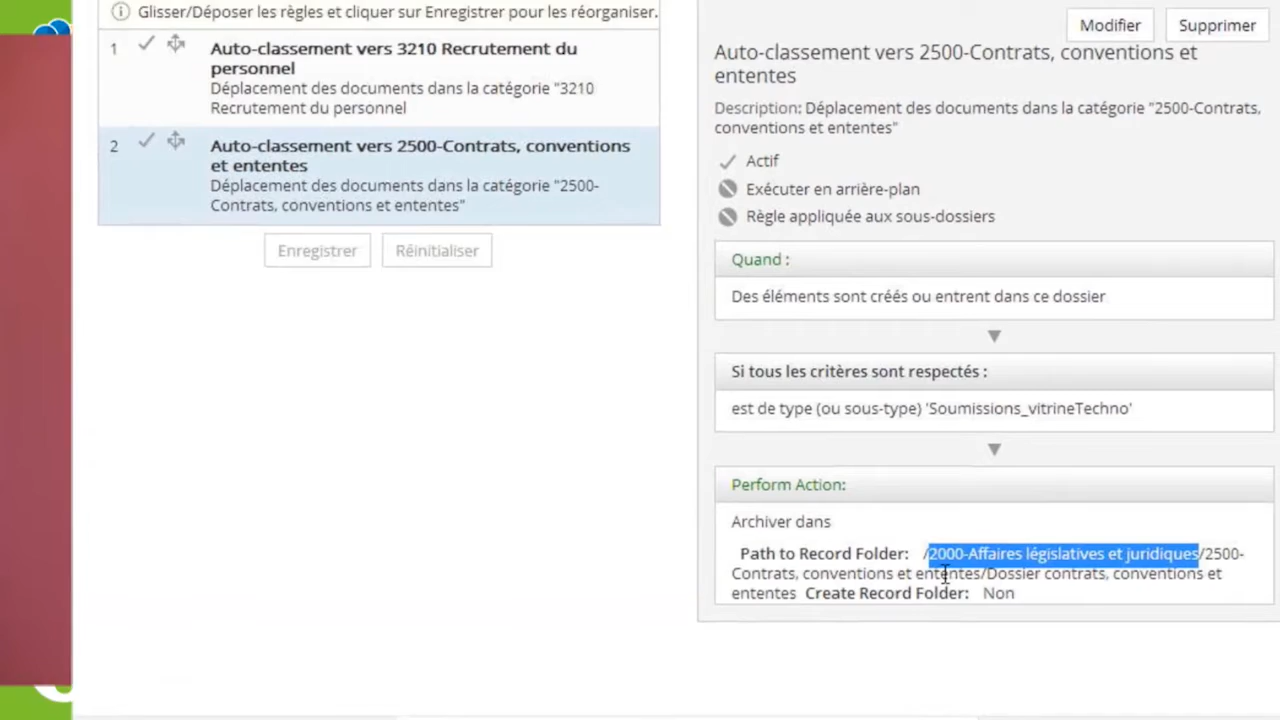 Glisser/Déposer les règles et cliquer sur Enregistrer pour les réorganiser.
1
Auto-classement vers 3210 Recrutement du
personnel
Déplacement des documents dans la catégorie "3210
Recrutement du personnel
2
Auto-classement vers 2500-Contrats, conventions
et ententes
Déplacement des documents dans la catégorie "2500-
Contrats, conventions et ententes"
Enregistrer
Réinitialiser
Modifier
Supprimer
Auto-classement vers 2500-Contrats, conventions et
ententes
Description: Déplacement des documents dans la catégorie "2500-Contrats,
conventions et ententes"
Actif
Exécuter en arrière-plan
Règle appliquée aux sous-dossiers
Quand :
Des éléments sont créés ou entrent dans ce dossier
Si tous les critères sont respectés :
est de type (ou sous-type) 'Soumissions_vitrineTechno'
Perform Action:
Archiver dans
Path to Record Folder: /2000-Affaires législatives et juridiques/2500-
Contrats, conventions et ententes/Dossier contrats, conventions et
ententes Create Record Folder: Non